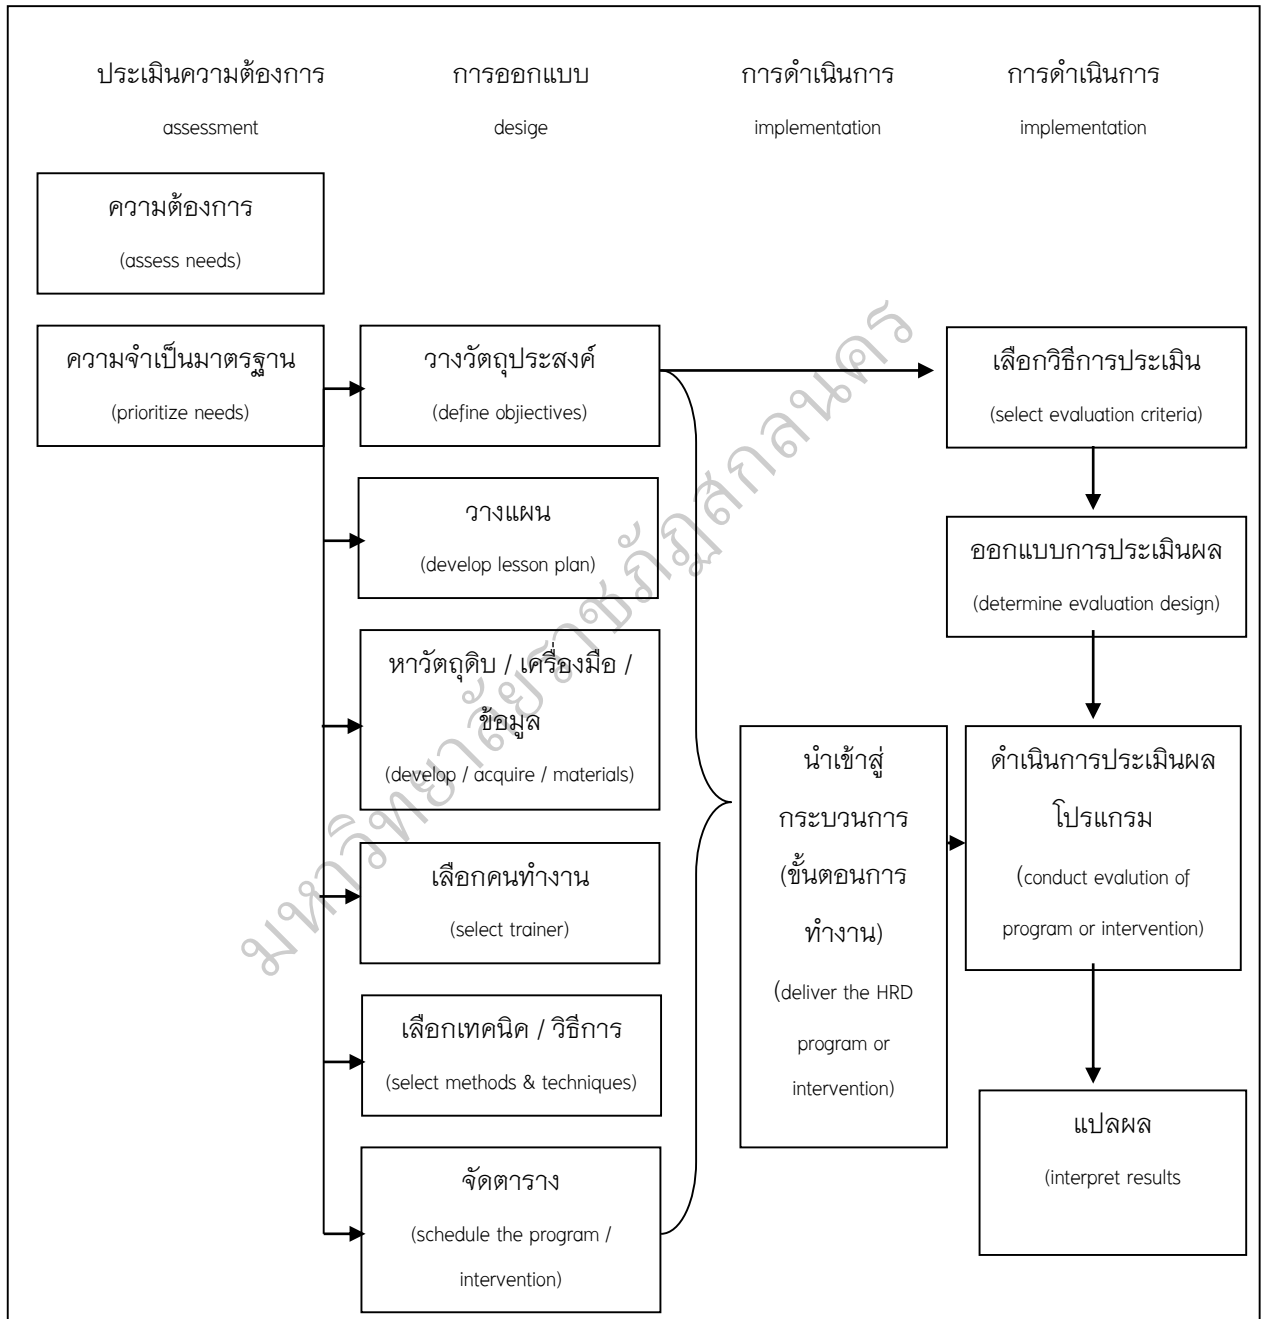 ประเมินความต้องการ
assessment
การออกแบบ
desige
การดำเนินการ
implementation
การดำเนินการ
implementation
ความต้องการ
(assess needs)
ความจำเป็นมาตรฐาน
(prioritize needs)
วางวัตถุประสงค์
(define objiectives)
วางแผน
(develop lesson plan)
หาวัตถุดิบ / เครื่องมือ /
ข้อมูล
(develop / acquire / materials)
เลือกคนทำงาน
(select trainer)
เลือกเทคนิค / วิธีการ
(select methods & techniques)
จัดตาราง
(schedule the program /
intervention)
นำเข้าสู่
กระบวนการ
(ขั้นตอนการ
ทำงาน)
(deliver the HRD
program or
intervention)
เลือกวิธีการประเมิน
(select evaluation criteria)
ออกแบบการประเมินผล
(determine evaluation design)
ดำเนินการประเมินผล
โปรแกรม
(conduct evalution of
program or intervention)
แปลผล
(interpret results
มหาวิทยาลัยราชภัฏสกลนคร